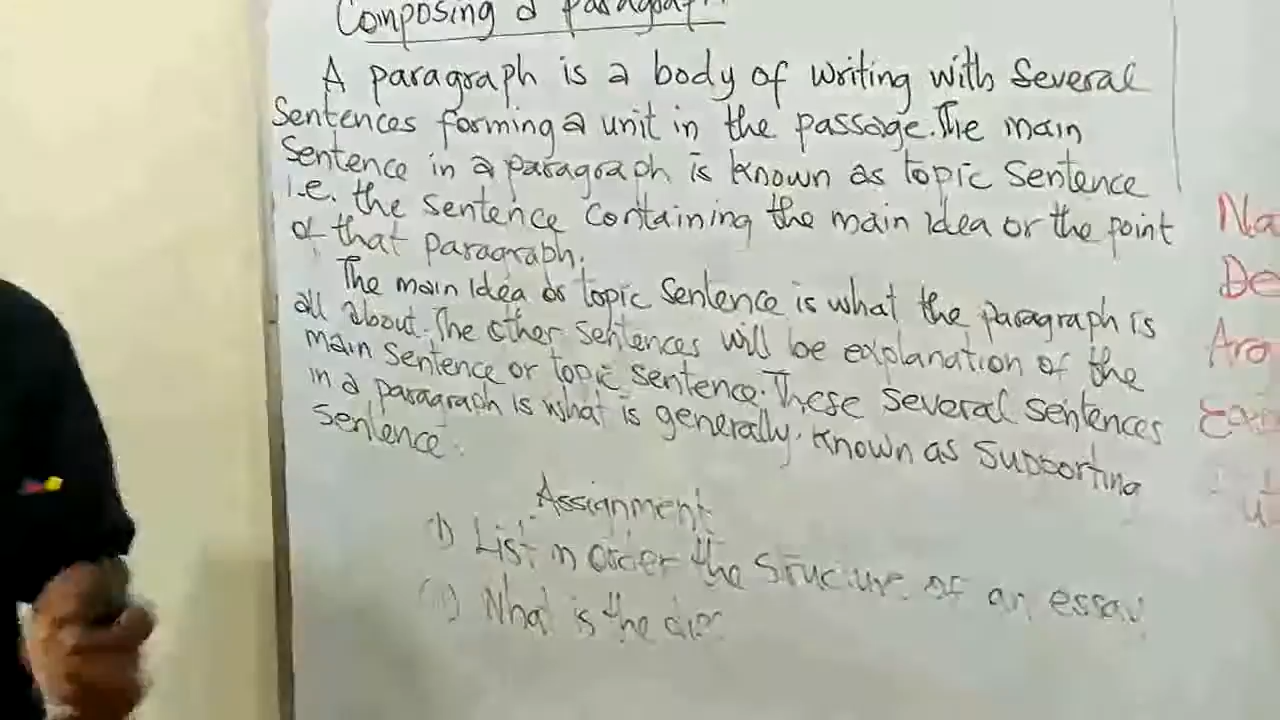 Composing a paragraph
A paragraph is a body of writing with several
Sentences forming a unit in the passage. The main
Sentence in a paragraph is known as topic sentence
i.e. the sentence containing the main idea or the point
of that paragraph.
The main idea or topic sentence is what the paragraph is
all about. The other sentences will be explanation of the
main sentence or topic sentence. These several sentences
in a paragraph is what is generally known as supporting
sentence.
Assignment
i) List in order the structure of an essay
(ii) What is the
Na
De
Arg